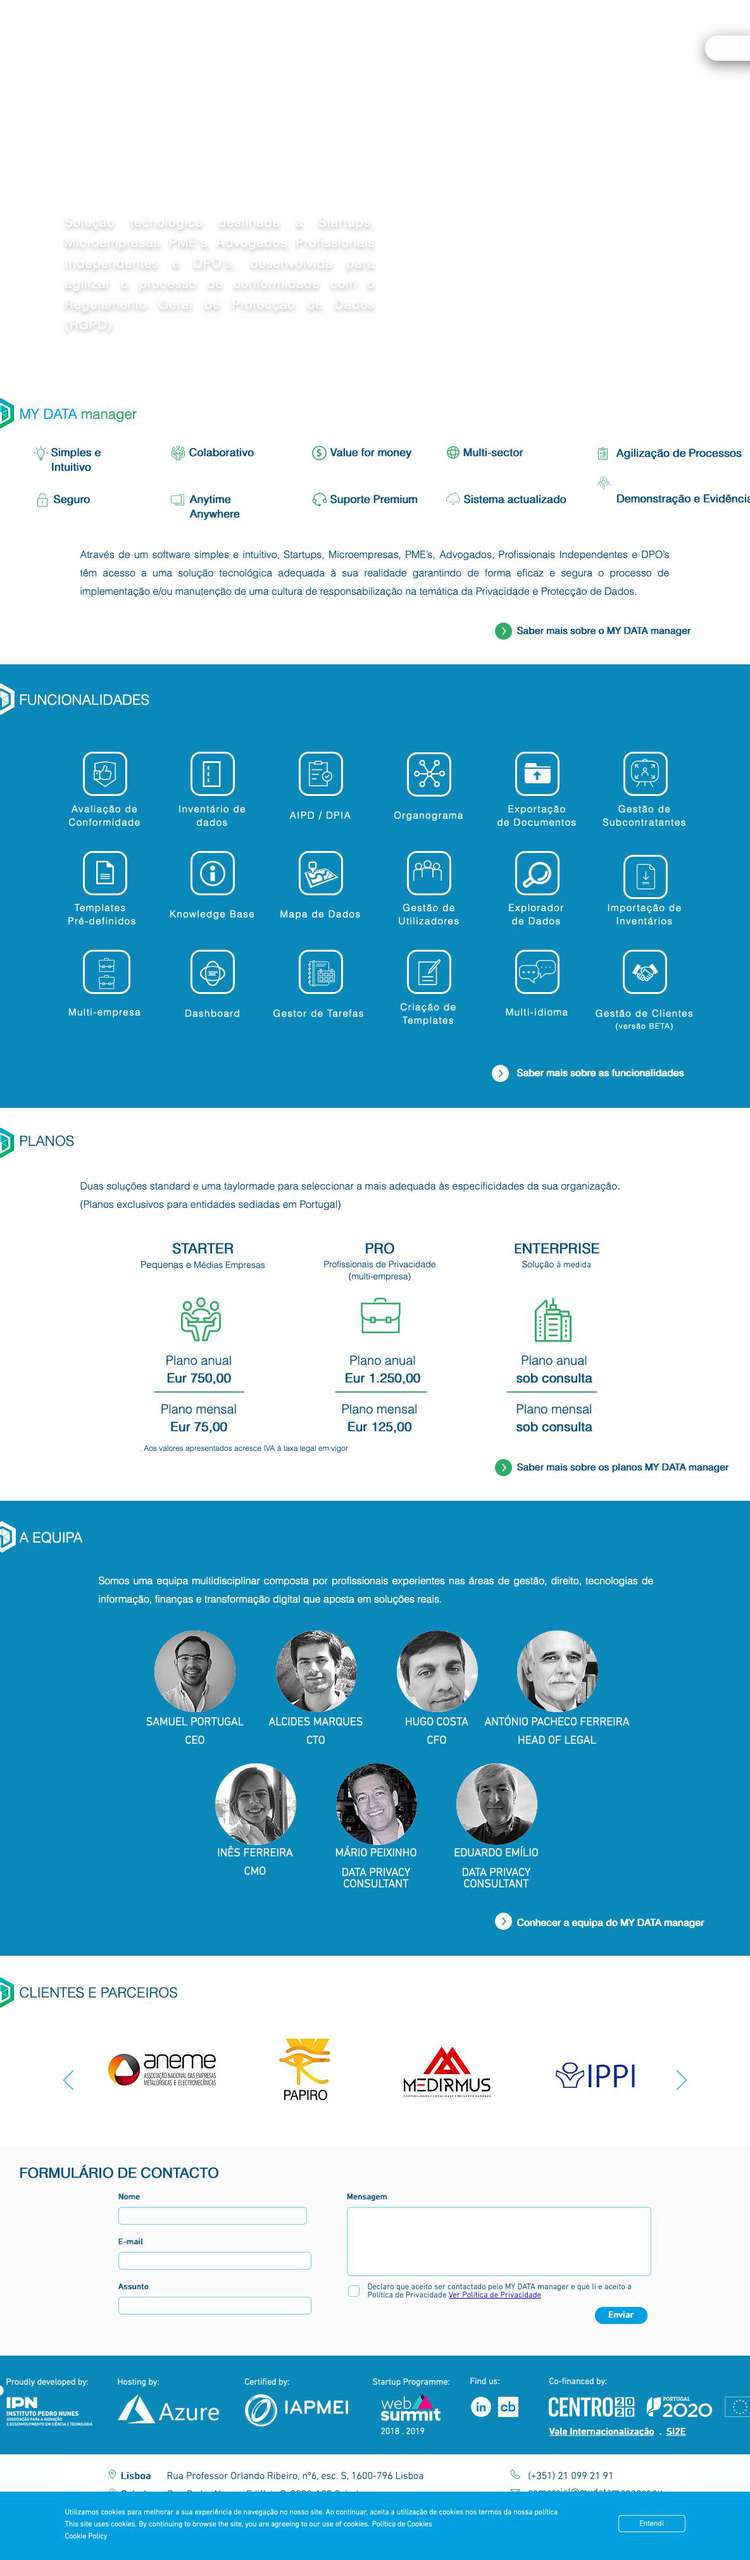 Solução tecnológica destinada a Startups,
Microempresas, PME's, Advogados, Profissionais
Independentes e DPO's, desenvolvida para
agilizar o processo de conformidade com o
Regulamento Geral de Protecção de Dados
(RGPD)
MY DATA manager
Simples e
Intuitivo
Colaborativo
Value for money
Multi-sector
Agilização de Processos
Seguro
Anytime
Anywhere
Suporte Premium
Sistema actualizado
Demonstração e Evidência
Através de um software simples e intuitivo, Startups, Microempresas, PME's, Advogados, Profissionais Independentes e DPO's
têm acesso a uma solução tecnológica adequada à sua realidade garantindo de forma eficaz e segura o processo de
implementação e/ou manutenção de uma cultura de responsabilização na temática da Privacidade e Protecção de Dados.
Saber mais sobre o MY DATA manager
FUNCIONALIDADES
Avaliação de
Conformidade
Inventário de
dados
AIPD / DPIA
Organograma
Exportação
de Documentos
Gestão de
Subcontratantes
Templates
Pré-definidos
Knowledge Base
Mapa de Dados
Gestão de
Utilizadores
Explorador
de Dados
Importação de
Inventários
Multi-empresa
Dashboard
Gestor de Tarefas
Criação de
Templates
Multi-idioma
Gestão de Clientes
(versão BETA)
Saber mais sobre as funcionalidades
PLANOS
Duas soluções standard e uma taylormade para seleccionar a mais adequada às especificidades da sua organização.
(Planos exclusivos para entidades sediadas em Portugal)
STARTER
Pequenas e Médias Empresas
PRO
Profissionais de Privacidade
(multi-empresa)
ENTERPRISE
Solução à medida
Plano anual
Eur 750,00
Plano mensal
Eur 75,00
Plano anual
Eur 1.250,00
Plano mensal
Eur 125,00
Plano anual
sob consulta
Plano mensal
sob consulta
. Aos valores apresentados acresce IVA à taxa legal em vigor
Saber mais sobre os planos MY DATA manager
A EQUIPA
Somos uma equipa multidisciplinar composta por profissionais experientes nas áreas de gestão, direito, tecnologias de
informação, finanças e transformação digital que aposta em soluções reais.
SAMUEL PORTUGAL
CEO
ALCIDES MARQUES
CTO
HUGO COSTA
CFO
ANTÓNIO PACHECO FERREIRA
HEAD OF LEGAL
INÊS FERREIRA
CMO
MÁRIO PEIXINHO
DATA PRIVACY
CONSULTANT
EDUARDO EMÍLIO
DATA PRIVACY
CONSULTANT
Conhecer a equipa do MY DATA manager
CLIENTES E PARCEIROS
aneme
ASSOCIAÇÃO NACIONAL DAS EMPRESAS
METALÚRGICAS E ELECTROMECÂNICAS
PAPIRO
MEDIRMUS
IPPI
FORMULÁRIO DE CONTACTO
Nome
E-mail
Assunto
Mensagem
Declaro que aceito ser contactado pelo MY DATA manager e que li e aceito a
Política de Privacidade Ver Política de Privacidade
Enviar
Proudly developed by:
IPN
INSTITUTO PEDRO NUNES
ASSOCIAÇÃO PARA A INOVAÇÃO
E DESENVOLVIMENTO EM CIÊNCIA E TECNOLOGIA
Hosting by:
Azure
Certified by:
IAPMEI
Startup Programme:
web
summit
2018 . 2019
Find us:
in
cb
Co-financed by:
CENTRO 2020
PORTUGAL
2020
Vale Internacionalização . SI2E
Lisboa Rua Professor Orlando Ribeiro, nº6, esc. 5, 1600-796 Lisboa
(+351) 21 099 21 91
Utilizamos cookies para melhorar a sua experiência de navegação no nosso site. Ao continuar, aceita a utilização de cookies nos termos da nossa política
This site uses cookies. By continuing to browse the site, you are agreeing to our use of cookies. Política de Cookies
Cookie Policy
Entendi